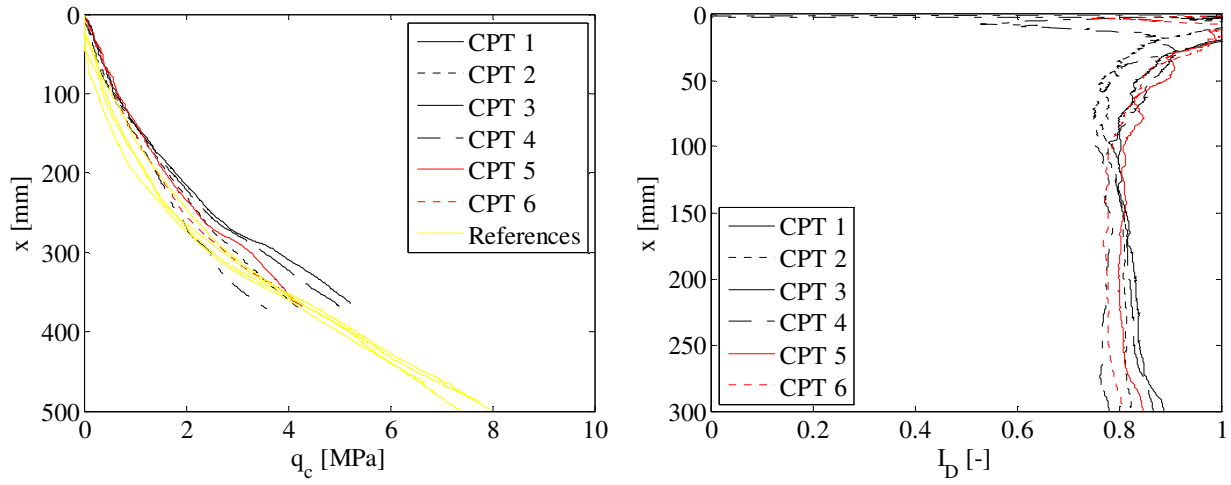 0
100
200
300
400
500
x [mm]
0
2
4
6
8
10
q_c [MPa]
CPT 1
CPT 2
CPT 3
CPT 4
CPT 5
CPT 6
References
0
50
100
150
200
250
300
x [mm]
0
0.2
0.4
0.6
0.8
1
I_D [-]
CPT 1
CPT 2
CPT 3
CPT 4
CPT 5
CPT 6